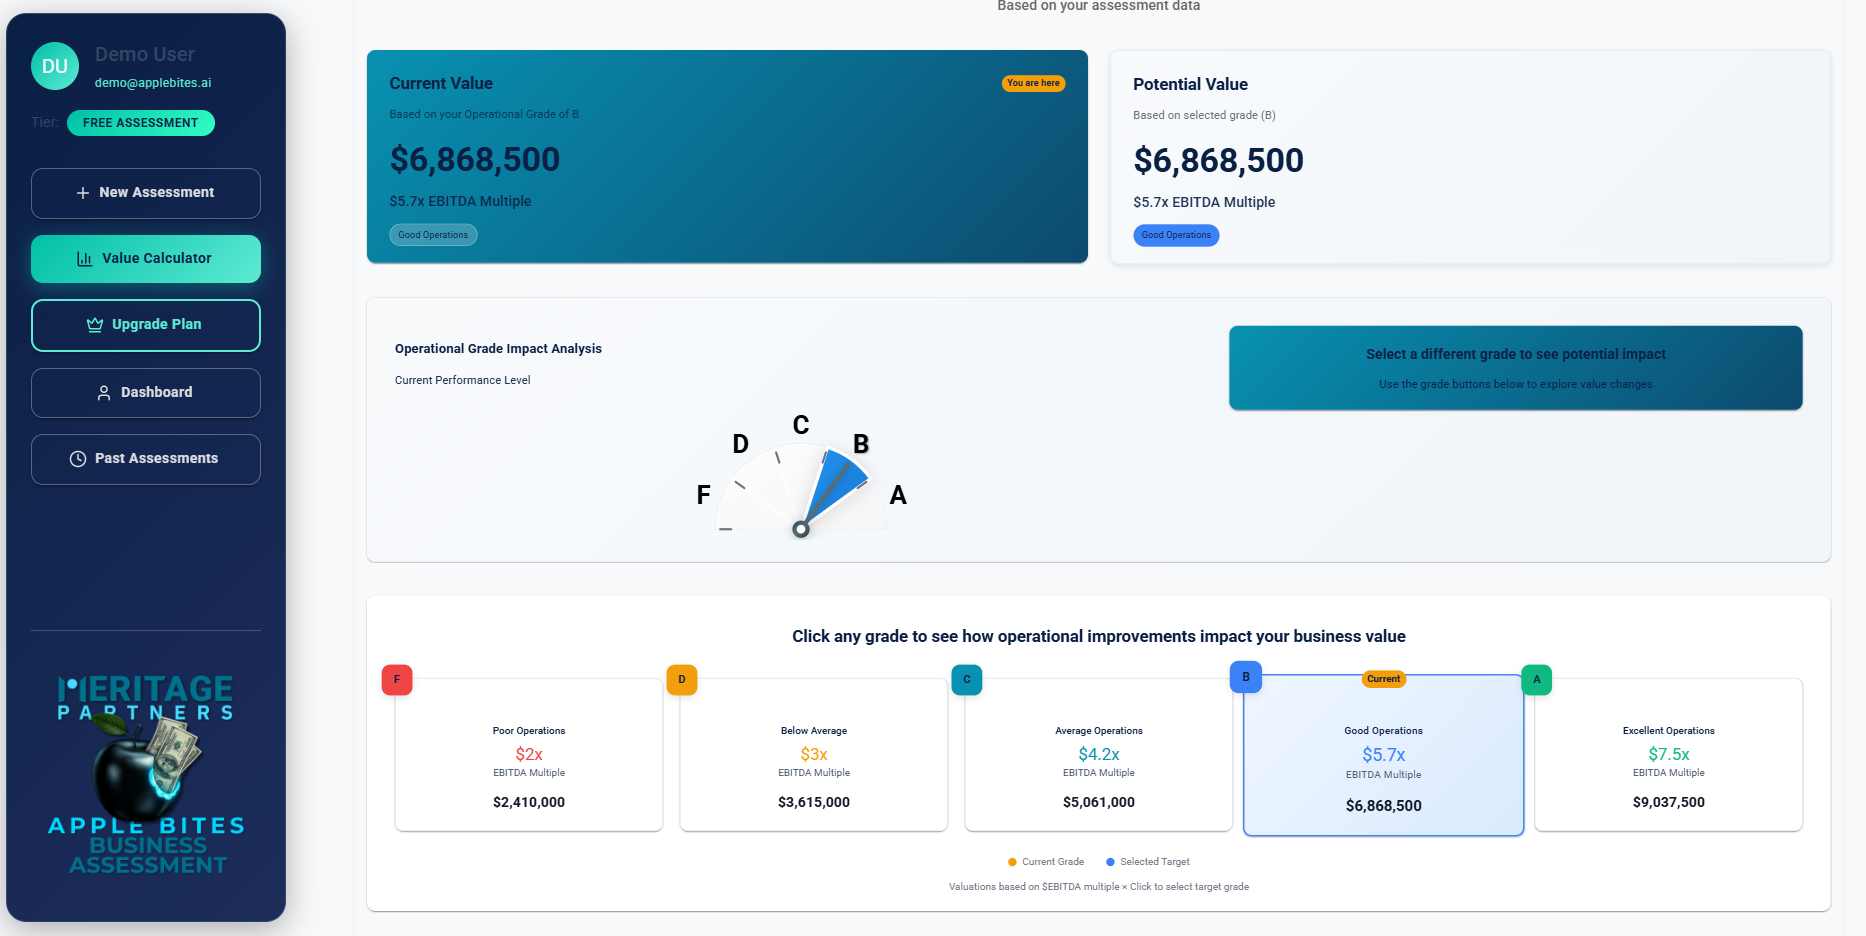 DU
Demo User
demo@applebites.ai
Tier: FREE ASSESSMENT
New Assessment
Value Calculator
Upgrade Plan
Dashboard
Past Assessments
MERITAGE
PARTNERS
APPLE BITES
BUSINESS
ASSESSMENT
Based on your assessment data
Current Value
You are here
Based on your Operational Grade of B
$6,868,500
$5.7x EBITDA Multiple
Good Operations
Potential Value
Based on selected grade (B)
$6,868,500
$5.7x EBITDA Multiple
Good Operations
Operational Grade Impact Analysis
Current Performance Level
F
D
C
B
A
Select a different grade to see potential impact
Use the grade buttons below to explore value changes
Click any grade to see how operational improvements impact your business value
F
Poor Operations
$2x
EBITDA Multiple
$2,410,000
D
Below Average
$3x
EBITDA Multiple
$3,615,000
C
Average Operations
$4.2x
EBITDA Multiple
$5,061,000
B
Current
Good Operations
$5.7x
EBITDA Multiple
$6,868,500
A
Excellent Operations
$7.5x
EBITDA Multiple
$9,037,500
Current Grade
Selected Target
Valuations based on $EBITDA multiple × Click to select target grade